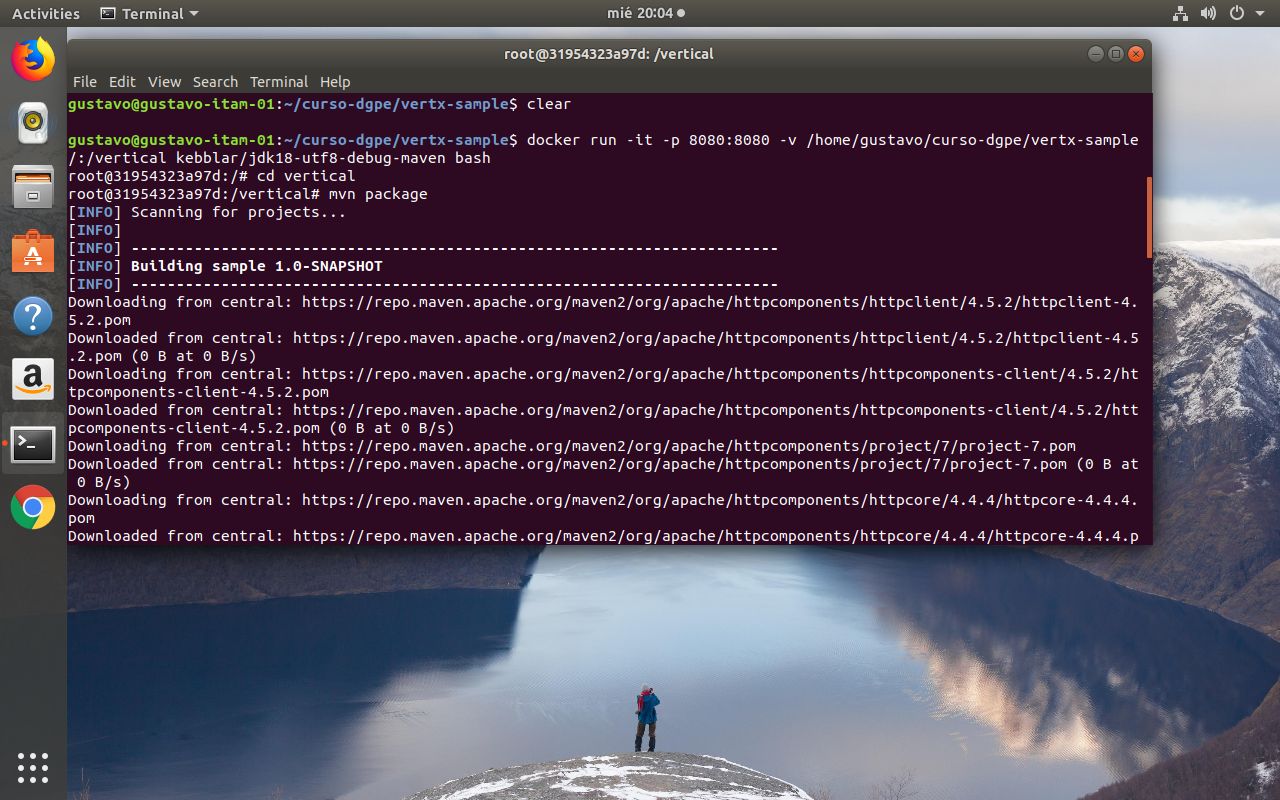 Activities Terminal mié 20:04
root@31954323a97d: /vertical
File Edit View Search Terminal Help
gustavo@gustavo-itam-01:~/curso-dgpe/vertx-sample$ clear
gustavo@gustavo-itam-01:~/curso-dgpe/vertx-sample$ docker run -it -p 8080:8080 -v /home/gustavo/curso-dgpe/vertx-sample
/:/vertical kebblar/jdk18-utf8-debug-maven bash
root@31954323a97d:/# cd vertical
root@31954323a97d:/vertical# mvn package
[INFO] Scanning for projects...
[INFO]
[INFO] ------------------------------------------------------------------------
[INFO] Building sample 1.0-SNAPSHOT
[INFO] ------------------------------------------------------------------------
Downloading from central: https://repo.maven.apache.org/maven2/org/apache/httpcomponents/httpclient/4.5.2/httpclient-4.
5.2.pom
Downloaded from central: https://repo.maven.apache.org/maven2/org/apache/httpcomponents/httpclient/4.5.2/httpclient-4.5
.2.pom (0 B at 0 B/s)
Downloading from central: https://repo.maven.apache.org/maven2/org/apache/httpcomponents/httpcomponents-client/4.5.2/ht
tpcomponents-client-4.5.2.pom
Downloaded from central: https://repo.maven.apache.org/maven2/org/apache/httpcomponents/httpcomponents-client/4.5.2/htt
pcomponents-client-4.5.2.pom (0 B at 0 B/s)
Downloading from central: https://repo.maven.apache.org/maven2/org/apache/httpcomponents/project/7/project-7.pom
Downloaded from central: https://repo.maven.apache.org/maven2/org/apache/httpcomponents/project/7/project-7.pom (0 B at
 0 B/s)
Downloading from central: https://repo.maven.apache.org/maven2/org/apache/httpcomponents/httpcore/4.4.4/httpcore-4.4.4.
pom
Downloaded from central: https://repo.maven.apache.org/maven2/org/apache/httpcomponents/httpcore/4.4.4/httpcore-4.4.4.p